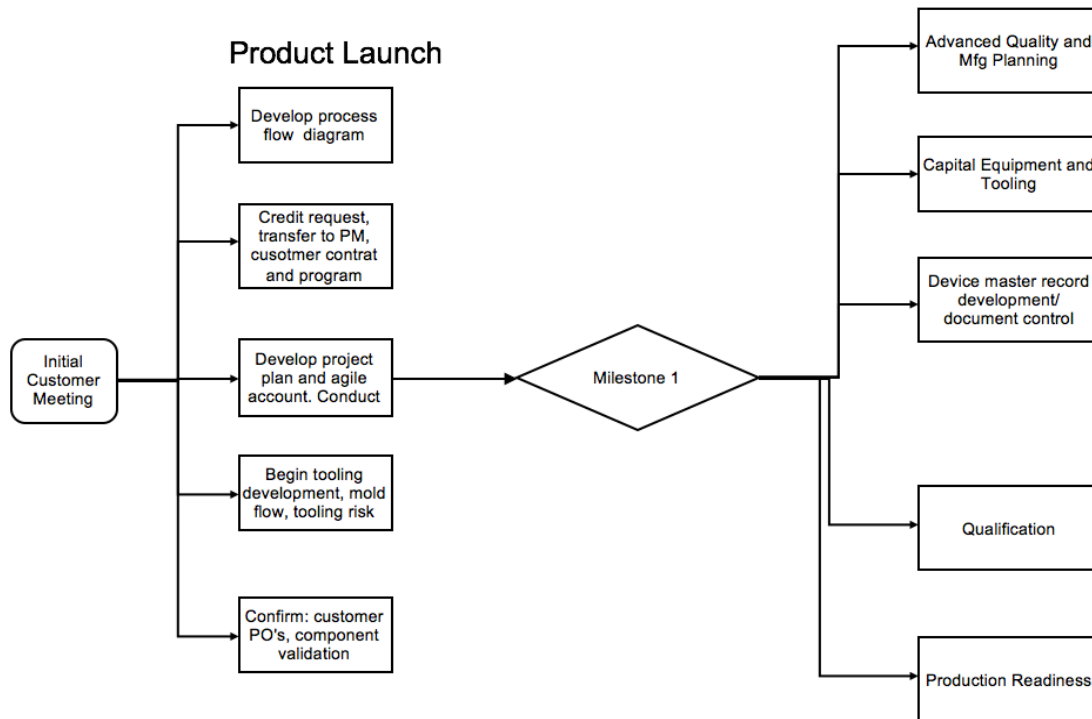 Product Launch
Initial
Customer
Meeting
Develop process
flow diagram
Credit request,
transfer to PM,
cusotmer contrat
and program
Develop project
plan and agile
account. Conduct
Begin tooling
development, mold
flow, tooling risk
Confirm: customer
PO's, component
validation
Milestone 1
Advanced Quality and
Mfg Planning
Capital Equipment and
Tooling
Device master record
development/
document control
Qualification
Production Readiness